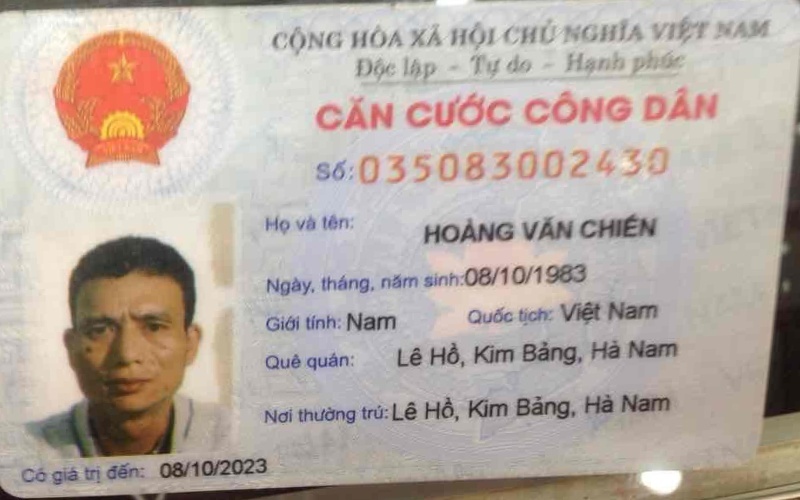 CỘNG HÒA XÃ HỘI CHỦ NGHĨA VIỆT NAM
Độc lập - Tự do - Hạnh phúc
CĂN CƯỚC CÔNG DÂN
Số: 035083002430
Họ và tên: HOÀNG VĂN CHIẾN
Ngày, tháng, năm sinh: 08/10/1983
Giới tính: Nam Quốc tịch: Việt Nam
Quê quán: Lê Hồ, Kim Bảng, Hà Nam
Nơi thường trú: Lê Hồ, Kim Bảng, Hà Nam
Có giá trị đến: 08/10/2023